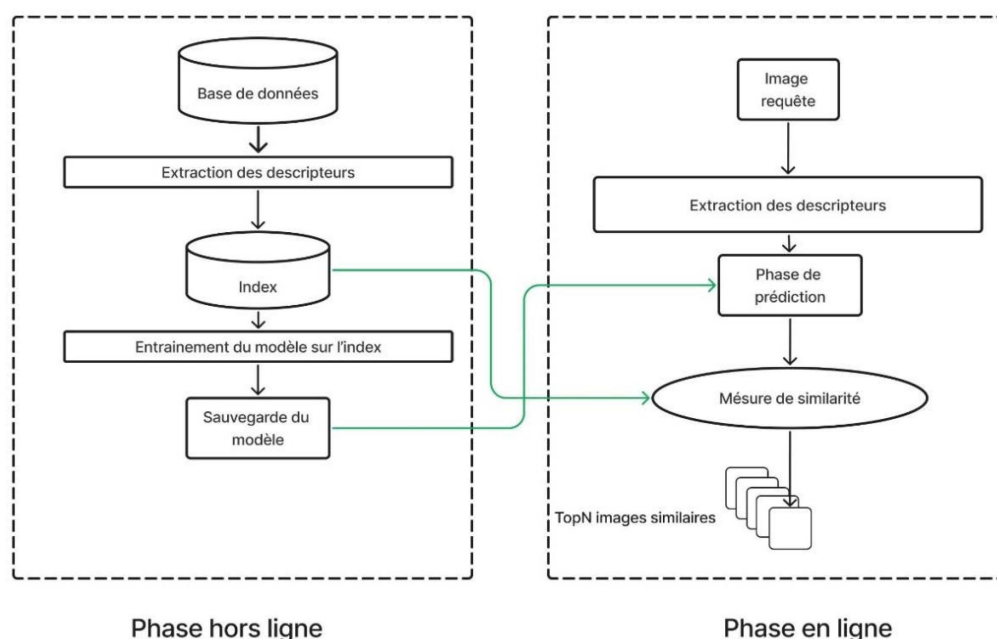 Base de données
Extraction des descripteurs
Index
Entrainement du modèle sur l'index
Sauvegarde du
modèle
Phase hors ligne
Image
requête
Extraction des descripteurs
Phase de
prédiction
Mésure de similarité
TopN images similaires
Phase en ligne